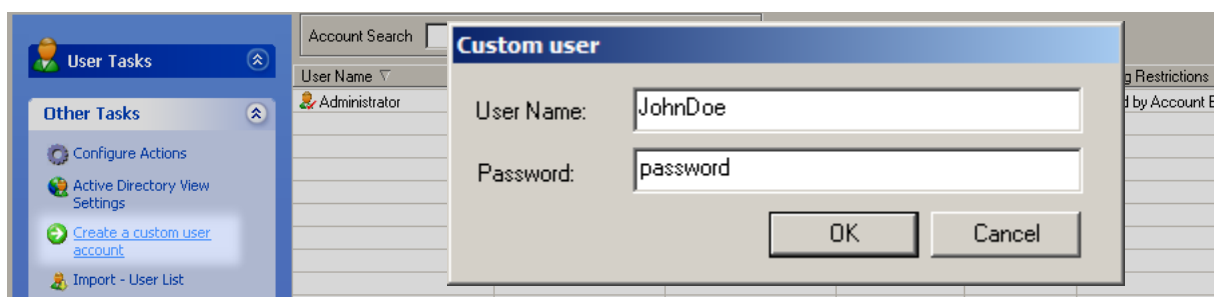 User Tasks
Other Tasks
Configure Actions
Active Directory View
Settings
Create a custom user
account
Import - User List
Account Search
User Name
Administrator
Custom user
User Name: JohnDoe
Password: password
OK Cancel
Restrictions
by Account